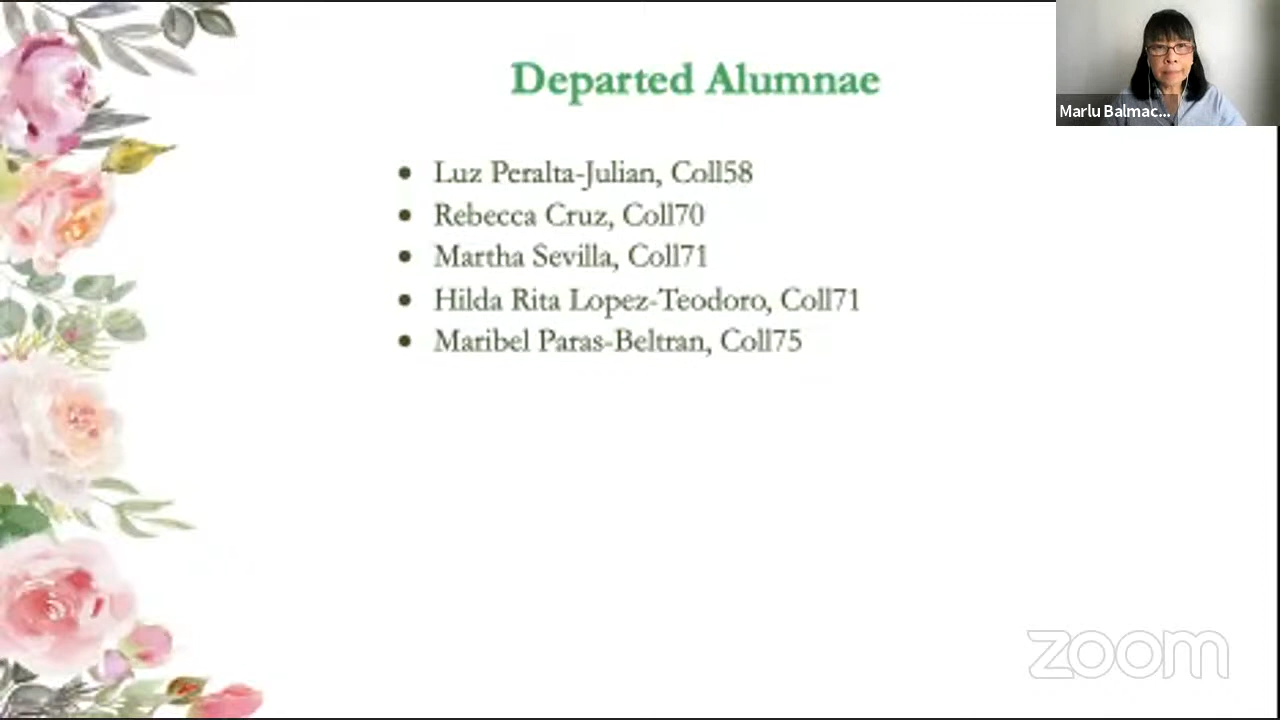 Departed Alumnae
Marlu Balmac...
• Luz Peralta-Julian, Coll58
• Rebecca Cruz, Coll70
• Martha Sevilla, Coll71
• Hilda Rita Lopez-Teodoro, Coll71
• Maribel Paras-Beltran, Coll75
zoom